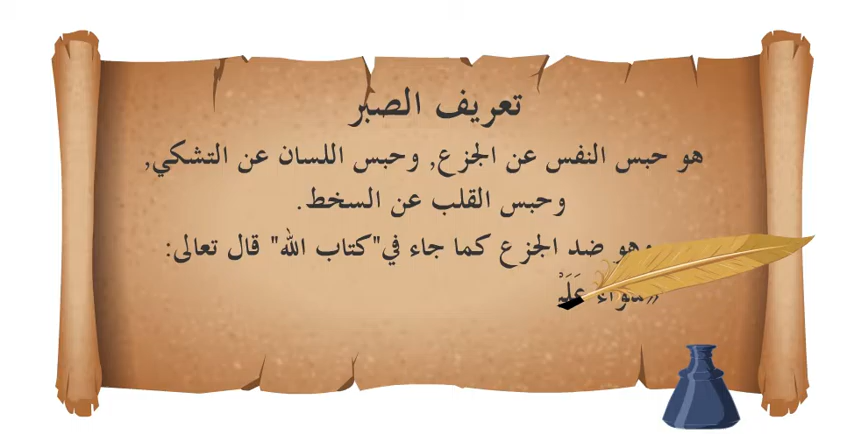 تعريف الصبر
هو حبس النفس عن الجزع, وحبس اللسان عن التشكي,
وحبس القلب عن السخط.
وهو ضد الجزع كما جاء في"كتاب الله" قال تعالى: